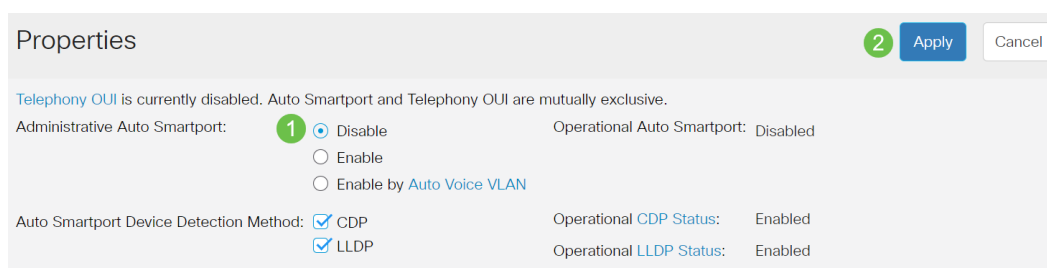 Properties
2 Apply Cancel
Telephony OUI is currently disabled. Auto Smartport and Telephony OUI are mutually exclusive.
Administrative Auto Smartport: 1 Disable Operational Auto Smartport: Disabled
Enable
Enable by Auto Voice VLAN
Auto Smartport Device Detection Method: CDP Operational CDP Status: Enabled
LLDP Operational LLDP Status: Enabled